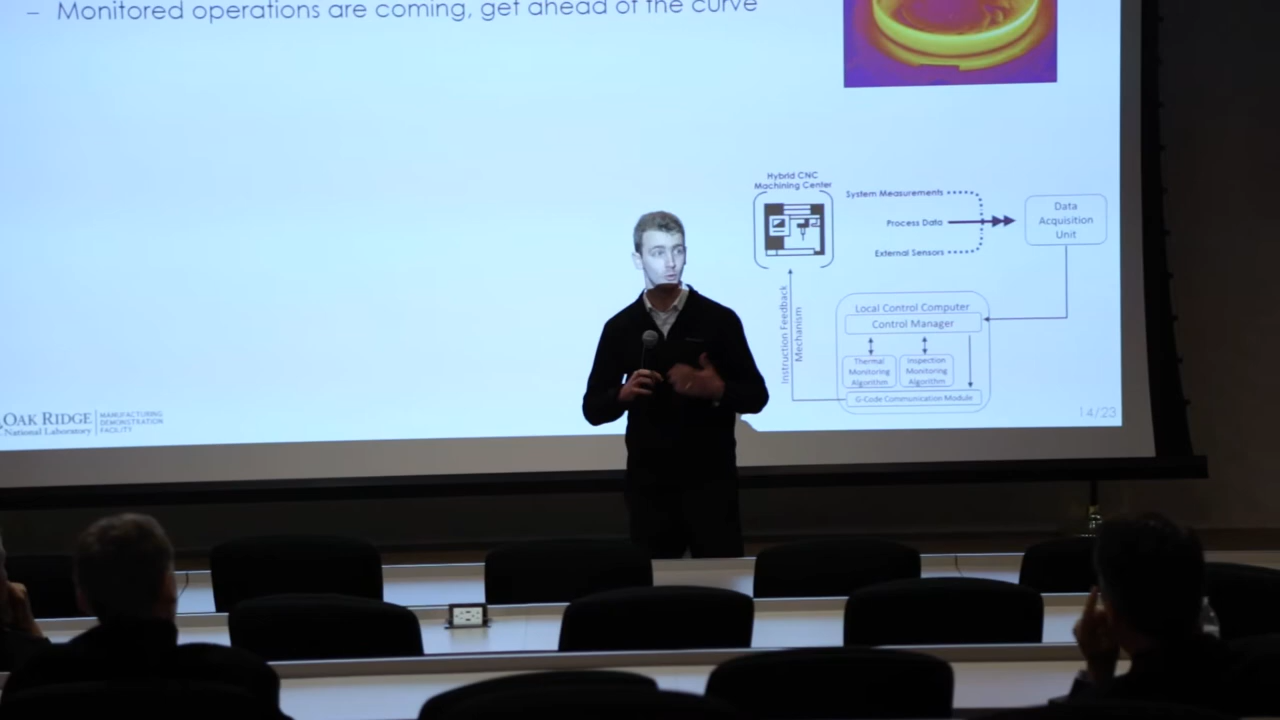 – Monitored operations are coming, get ahead of the curve
Hybrid CNC
Machining Center
System Measurements
Process Data
External Sensors
Data
Acquisition
Unit
Instruction Feedback
Mechanism
Local Control Computer
Control Manager
Thermal
Monitoring
Algorithm
Inspection
Monitoring
Algorithm
G-Code Communication Module
OAK RIDGE
National Laboratory
MANUFACTURING
DEMONSTRATION
FACILITY
14/23